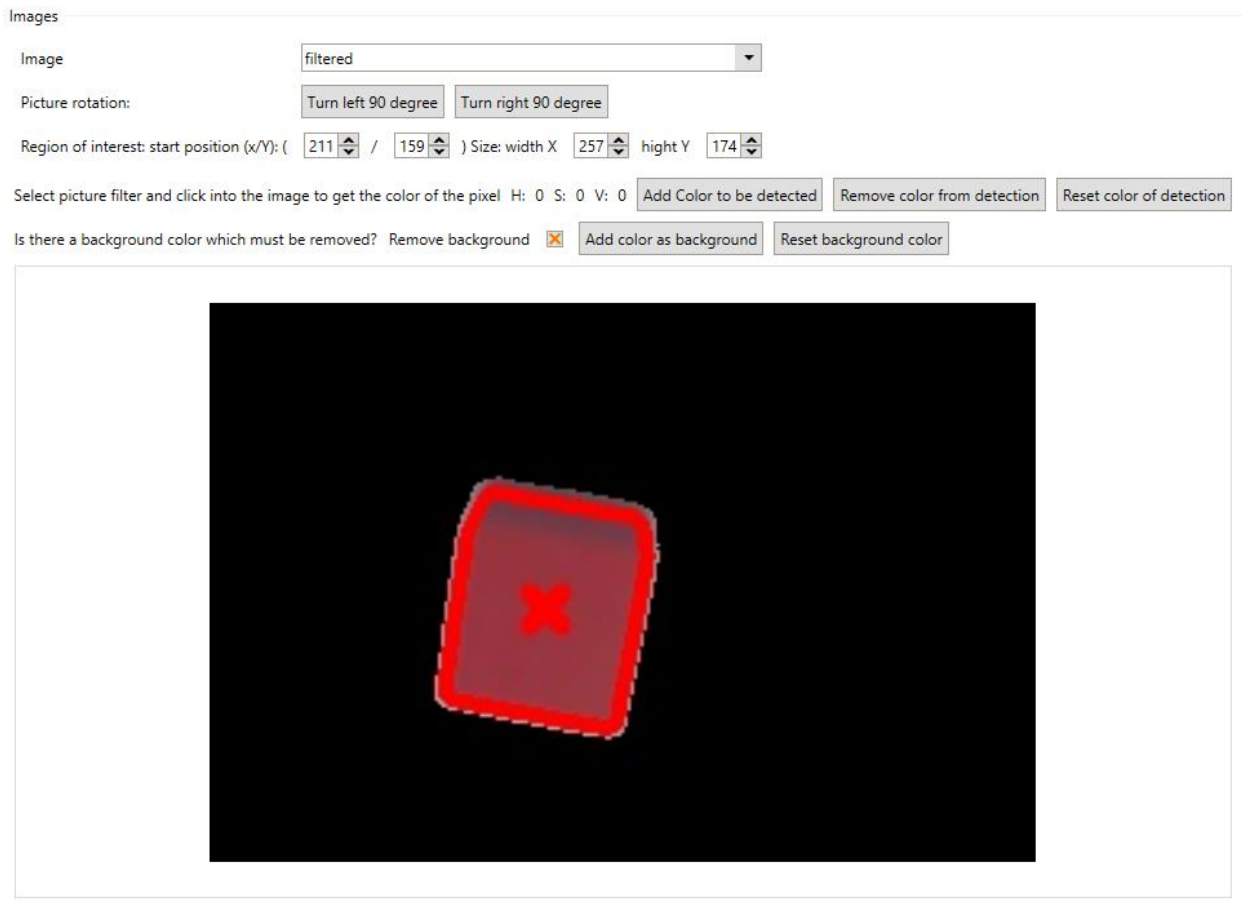 Images
Image filtered
Picture rotation: Turn left 90 degree Turn right 90 degree
Region of interest: start position (x/Y): ( 211 / 159 ) Size: width X 257 hight Y 174
Select picture filter and click into the image to get the color of the pixel H: 0 S: 0 V: 0 Add Color to be detected Remove color from detection Reset color of detection
Is there a background color which must be removed? Remove background Add color as background Reset background color